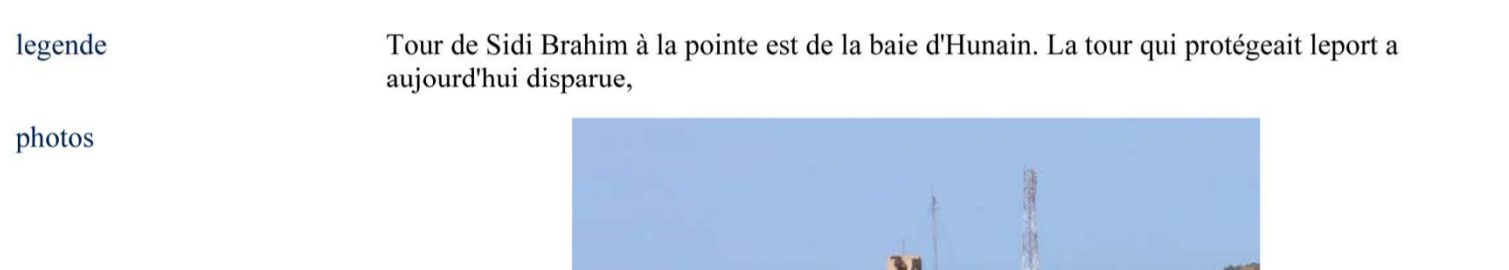 legende
Tour de Sidi Brahim à la pointe est de la baie d'Hunain. La tour qui protégeait leport a
aujourd'hui disparue,
photos